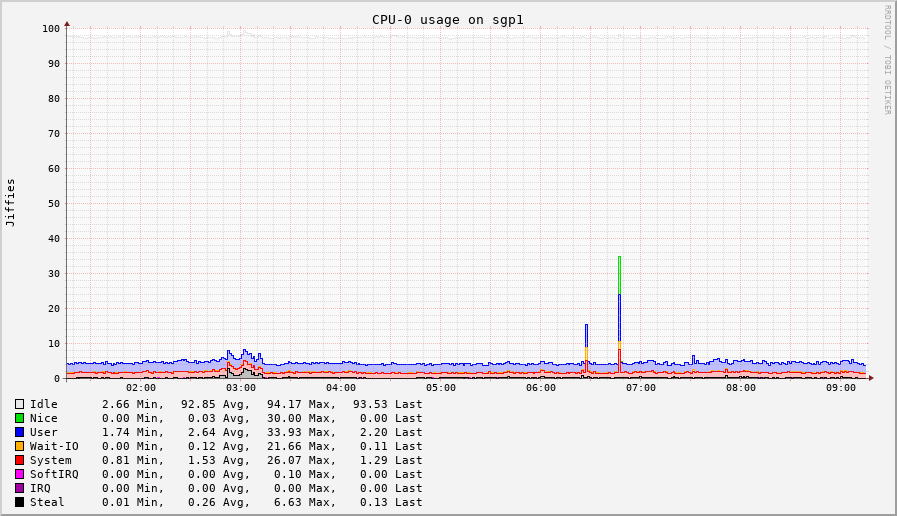 CPU-0 usage on sgp1
RRDTOOL / TOBI OETIKER
Jiffies
100
90
80
70
60
50
40
30
20
10
0
02:00 03:00 04:00 05:00 06:00 07:00 08:00 09:00
Idle 2.66 Min, 92.85 Avg, 94.17 Max, 93.53 Last
Nice 0.00 Min, 0.03 Avg, 30.00 Max, 0.00 Last
User 1.74 Min, 2.64 Avg, 33.93 Max, 2.20 Last
Wait-IO 0.00 Min, 0.12 Avg, 21.66 Max, 0.11 Last
System 0.81 Min, 1.53 Avg, 26.07 Max, 1.29 Last
SoftIRQ 0.00 Min, 0.00 Avg, 0.10 Max, 0.00 Last
IRQ 0.00 Min, 0.00 Avg, 0.00 Max, 0.00 Last
Steal 0.01 Min, 0.26 Avg, 6.63 Max, 0.13 Last